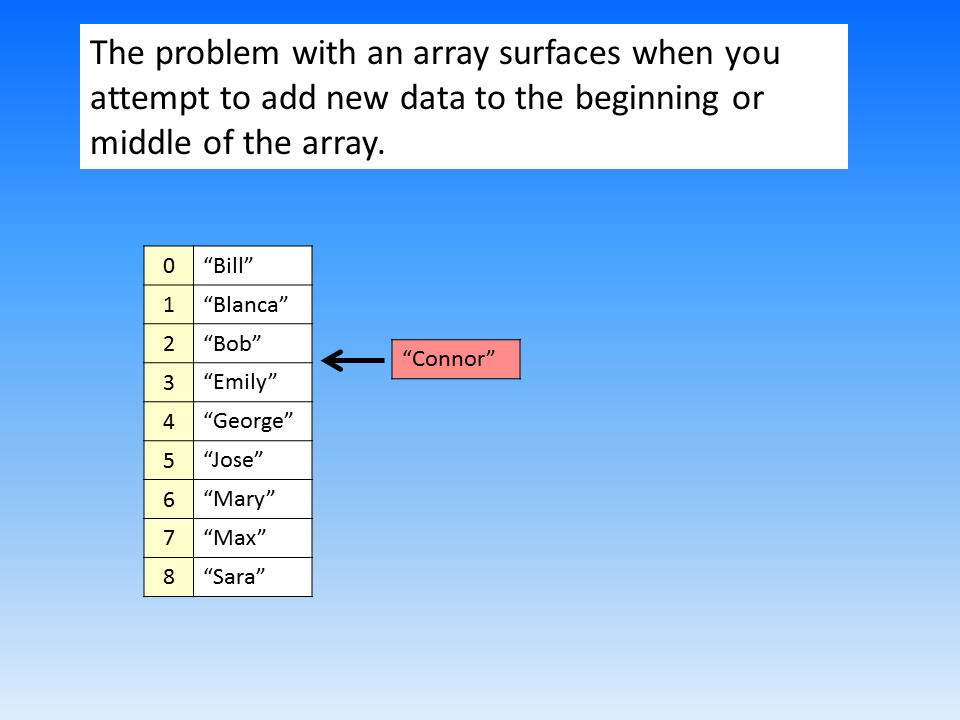 The problem with an array surfaces when you
attempt to add new data to the beginning or
middle of the array.
0 “Bill”
1 “Blanca”
2 “Bob”
“Connor”
3 “Emily”
4 “George”
5 “Jose”
6 “Mary”
7 “Max”
8 “Sara”